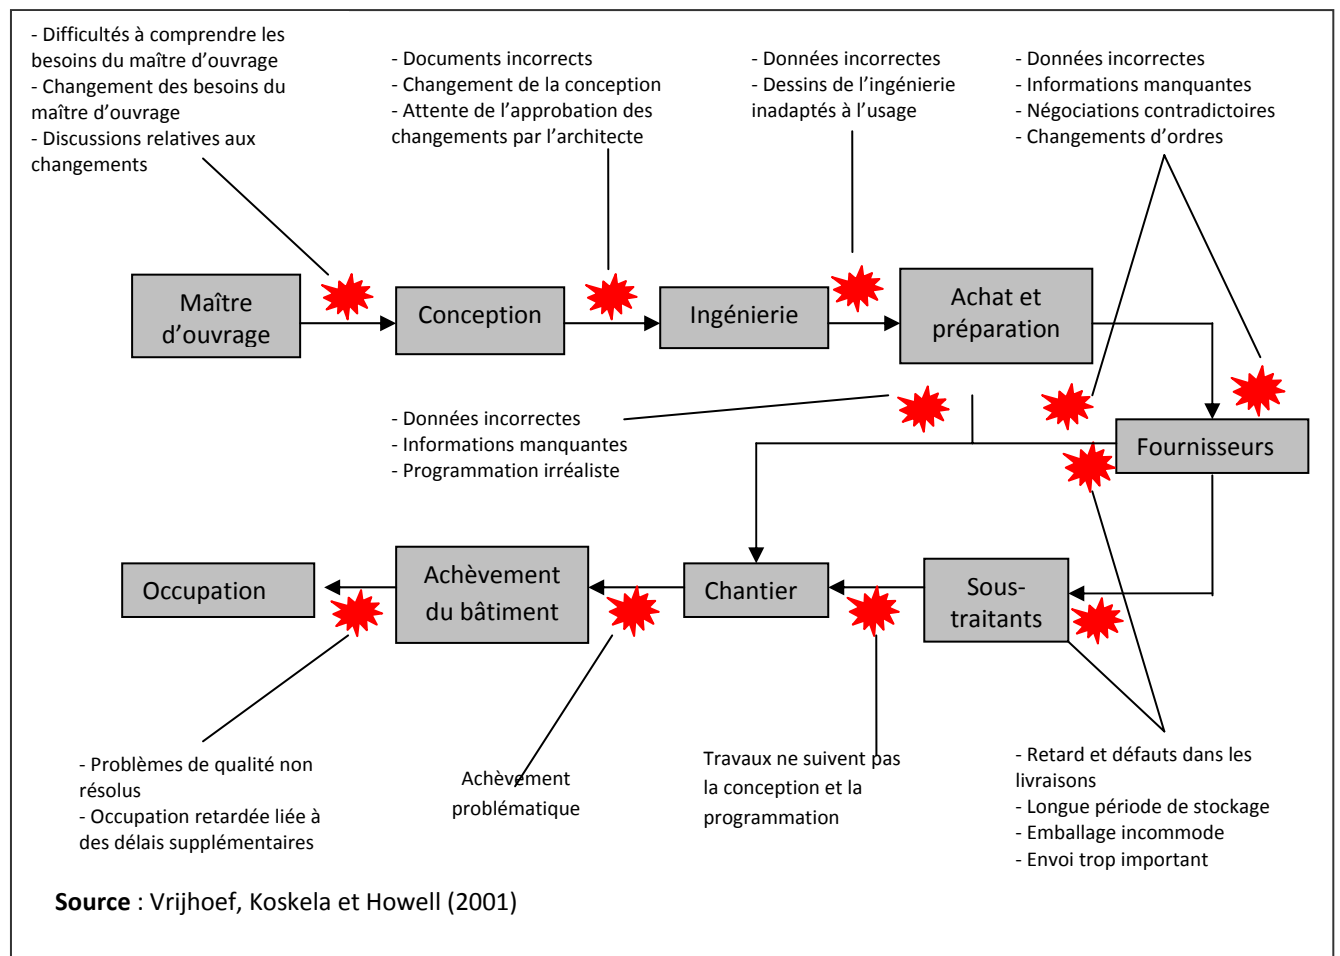 - Difficultés à comprendre les
besoins du maître d'ouvrage
- Changement des besoins du
maître d'ouvrage
- Discussions relatives aux
changements
- Documents incorrects
- Changement de la conception
- Attente de l'approbation des
changements par l'architecte
- Données incorrectes
- Dessins de l'ingénierie
inadaptés à l'usage
- Données incorrectes
- Informations manquantes
- Négociations contradictoires
- Changements d'ordres
Maître
d'ouvrage
Conception
Ingénierie
Achat et
préparation
- Données incorrectes
- Informations manquantes
- Programmation irréaliste
Fournisseurs
Occupation
Achèvement
du bâtiment
Chantier
Sous-
traitants
- Problèmes de qualité non
résolus
- Occupation retardée liée à
des délais supplémentaires
Achèvement
problématique
Travaux ne suivent pas
la conception et la
programmation
- Retard et défauts dans les
livraisons
- Longue période de stockage
- Emballage incommode
- Envoi trop important
Source : Vrijhoef, Koskela et Howell (2001)